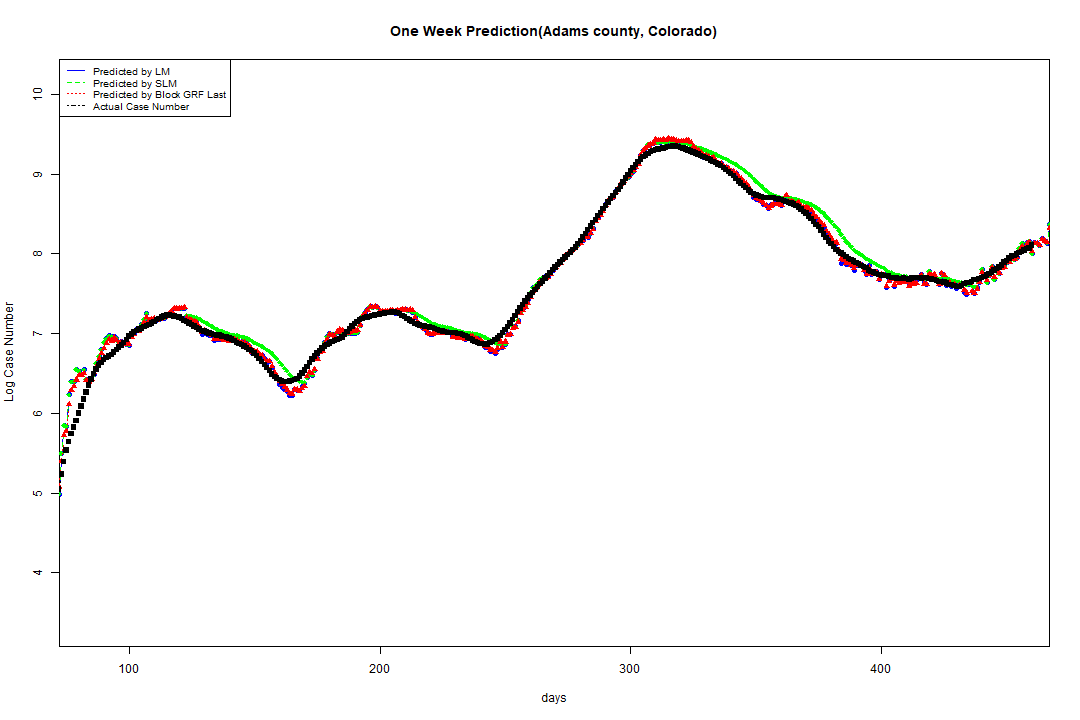 One Week Prediction(Adams county, Colorado)
Predicted by LM
Predicted by SLM
Predicted by Block GRF Last
Actual Case Number
10
9
8
7
6
5
4
Log Case Number
100 200 300 400
days